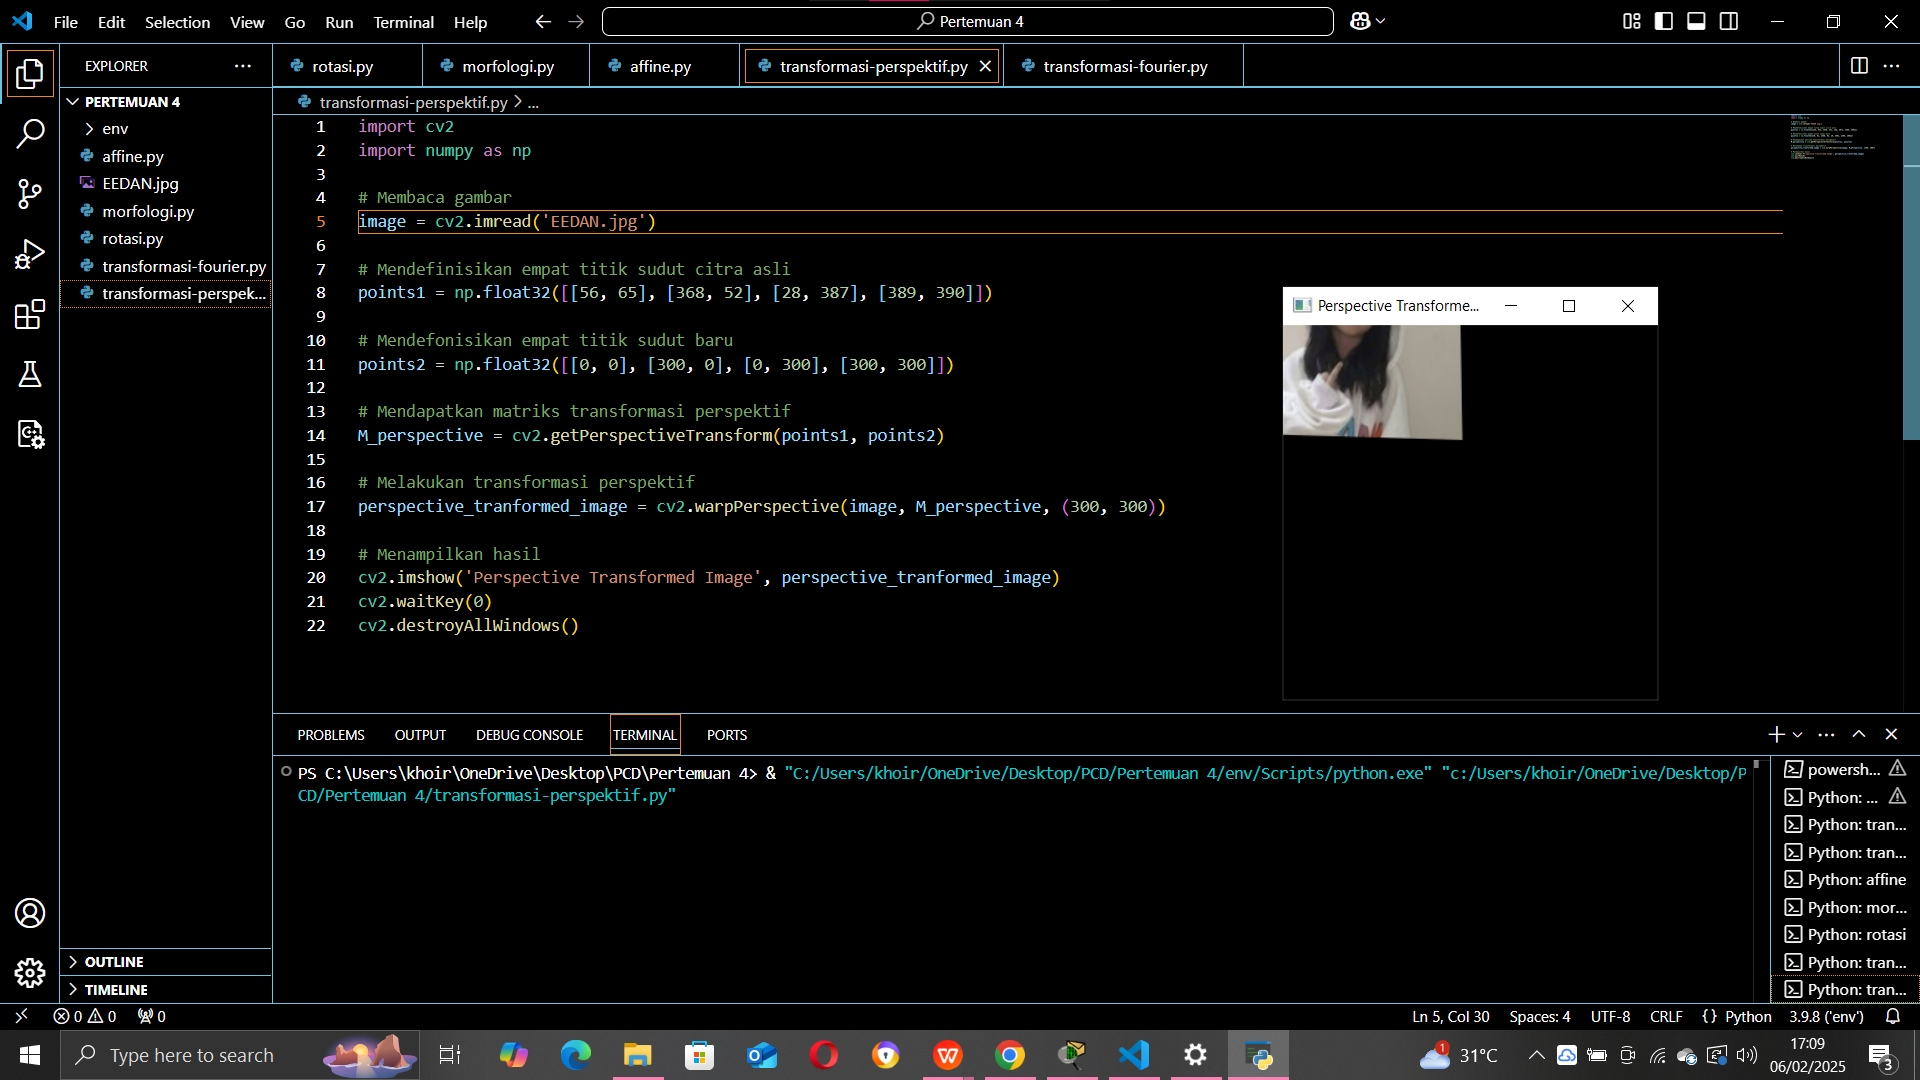 File Edit Selection View Go Run Terminal Help
Pertemuan 4
EXPLORER
PERTEMUAN 4
env
affine.py
EEDAN.jpg
morfologi.py
rotasi.py
transformasi-fourier.py
transformasi-perspek...
OUTLINE
TIMELINE
rotasi.py morfologi.py affine.py transformasi-perspektif.py transformasi-fourier.py
transformasi-perspektif.py > ...
1 import cv2
2 import numpy as np
3
4 # Membaca gambar
5 image = cv2.imread('EEDAN.jpg')
6
7 # Mendefinisikan empat titik sudut citra asli
8 points1 = np.float32([[56, 65], [368, 52], [28, 387], [389, 390]])
9
10 # Mendefonisikan empat titik sudut baru
11 points2 = np.float32([[0, 0], [300, 0], [0, 300], [300, 300]])
12
13 # Mendapatkan matriks transformasi perspektif
14 M_perspective = cv2.getPerspectiveTransform(points1, points2)
15
16 # Melakukan transformasi perspektif
17 perspective_tranformed_image = cv2.warpPerspective(image, M_perspective, (300, 300))
18
19 # Menampilkan hasil
20 cv2.imshow('Perspective Transformed Image', perspective_tranformed_image)
21 cv2.waitKey(0)
22 cv2.destroyAllWindows()
Perspective Transforme...
PROBLEMS OUTPUT DEBUG CONSOLE TERMINAL PORTS
PS C:\Users\khoir\OneDrive\Desktop\PCD\Pertemuan 4> & "C:/Users/khoir/OneDrive/Desktop/PCD/Pertemuan 4/env/Scripts/python.exe" "c:/Users/khoir/OneDrive/Desktop/P
CD/Pertemuan 4/transformasi-perspektif.py"
powersh...
Python: ...
Python: tran...
Python: tran...
Python: affine
Python: mor...
Python: rotasi
Python: tran...
Python: tran...
0 0 0
Ln 5, Col 30 Spaces: 4 UTF-8 CRLF {} Python 3.9.8 ('env')
Type here to search
1
31°C
17:09
06/02/2025
3